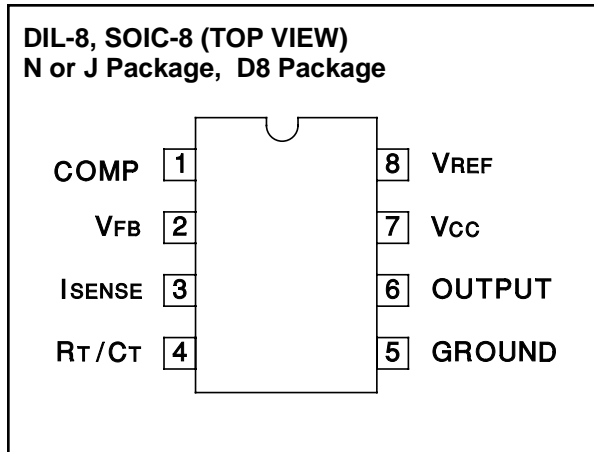 DIL-8, SOIC-8 (TOP VIEW)
N or J Package, D8 Package
COMP 1
8 VREF
VFB 2
7 VCC
ISENSE 3
6 OUTPUT
RT/CT 4
5 GROUND